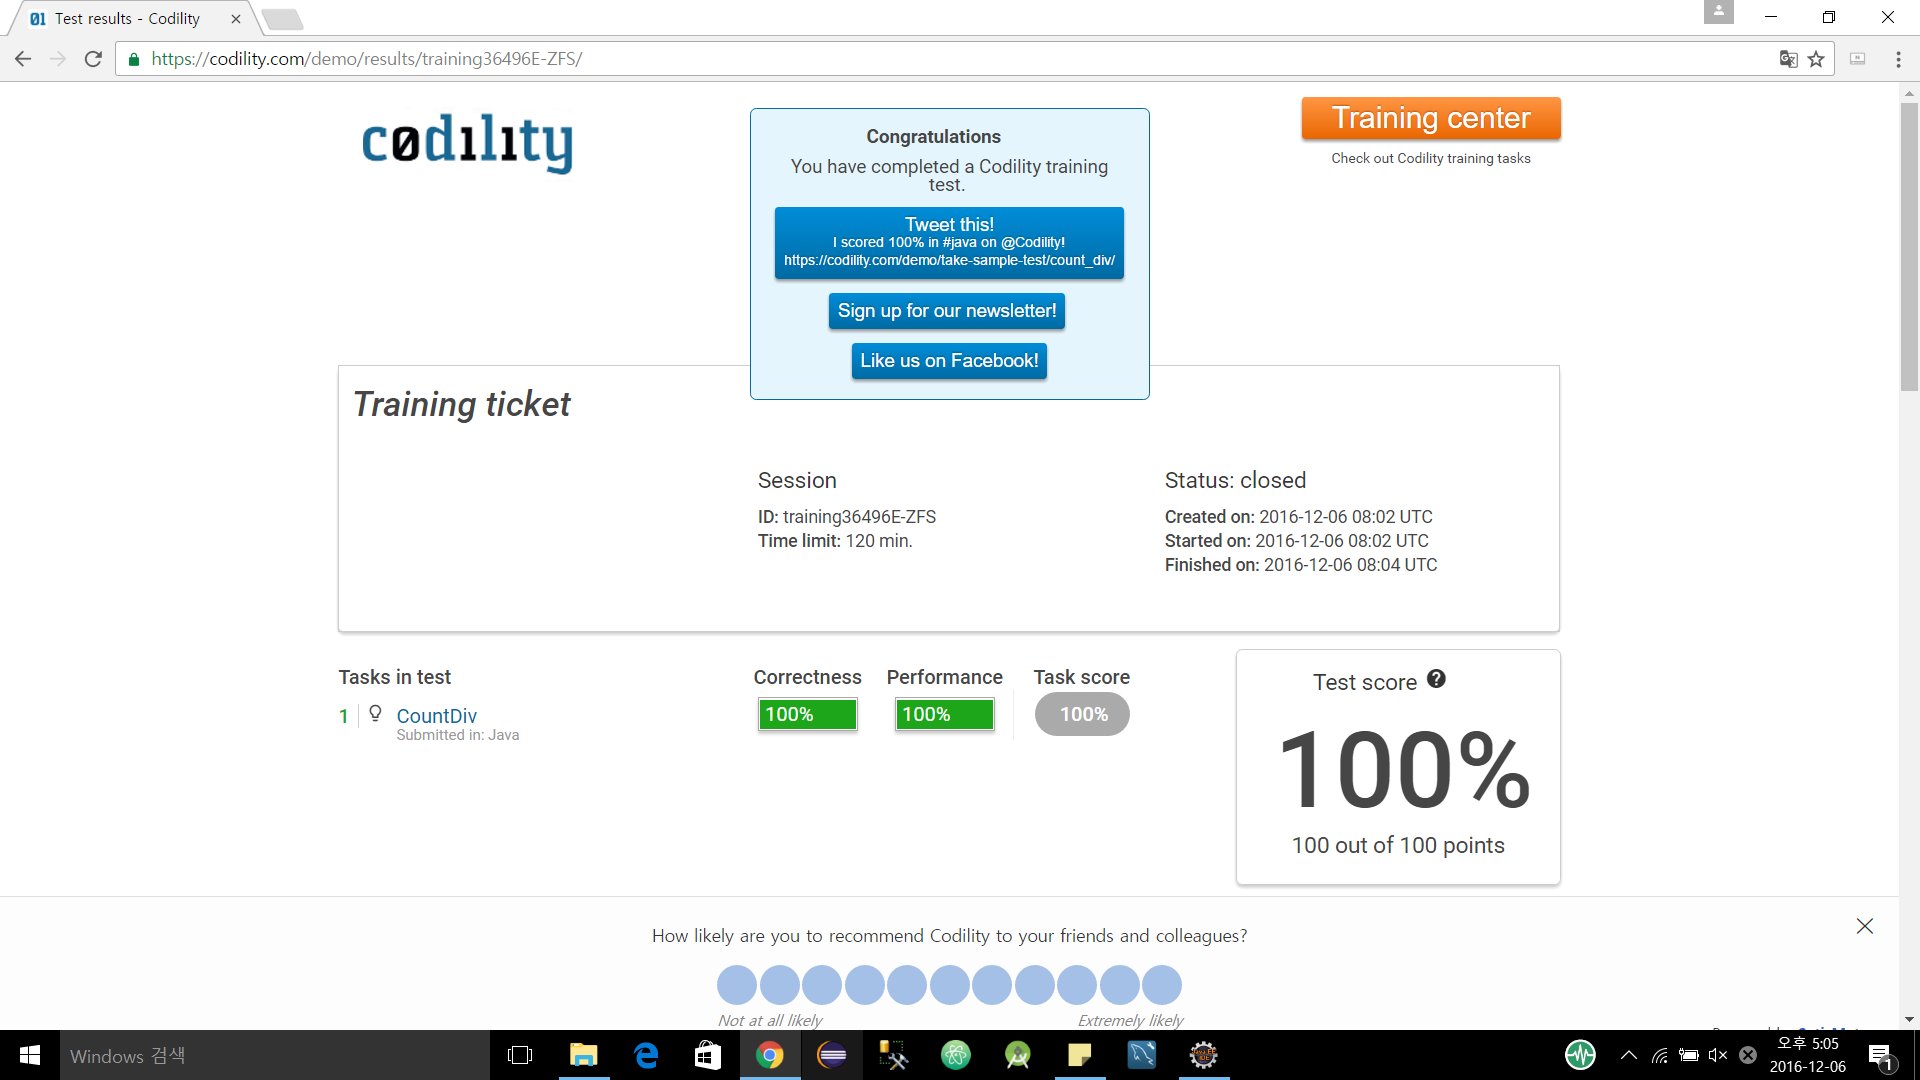 01 Test results - Codility
https://codility.com/demo/results/training36496E-ZFS/
c0d1l1ty
Congratulations
You have completed a Codility training
test.
Tweet this!
I scored 100% in #java on @Codility!
https://codility.com/demo/take-sample-test/count_div/
Sign up for our newsletter!
Like us on Facebook!
Training center
Check out Codility training tasks
Training ticket
Session
ID: training36496E-ZFS
Time limit: 120 min.
Status: closed
Created on: 2016-12-06 08:02 UTC
Started on: 2016-12-06 08:02 UTC
Finished on: 2016-12-06 08:04 UTC
Tasks in test
Correctness
Performance
Task score
1 CountDiv
Submitted in: Java
100%
100%
100%
Test score ?
100%
100 out of 100 points
How likely are you to recommend Codility to your friends and colleagues?
Not at all likely
Extremely likely
Windows 검색
오후 5:05
2016-12-06
1